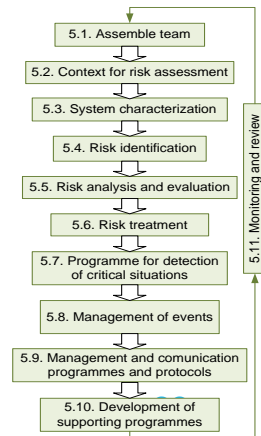 5.1. Assemble team
5.2. Context for risk assessment
5.3. System characterization
5.4. Risk identification
5.5. Risk analysis and evaluation
5.6. Risk treatment
5.7. Programme for detection
of critical situations
5.8. Management of events
5.9. Management and comunication
programmes and protocols
5.10. Development of
supporting programmes
5.11. Monitoring and review